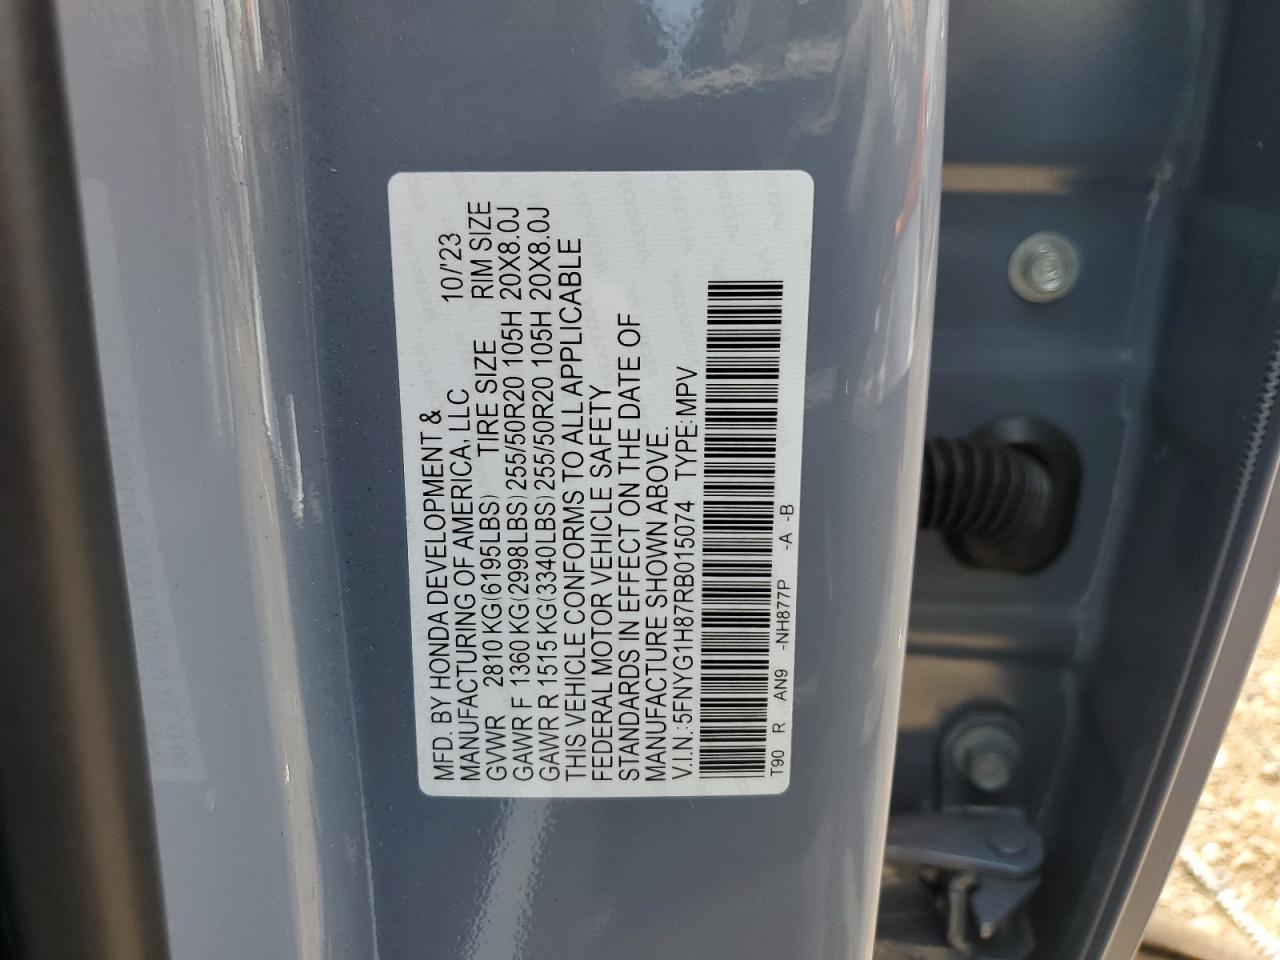 MFD. BY HONDA DEVELOPMENT & 10/'23
MANUFACTURING OF AMERICA, LLC
GVWR 2810 KG(6195LBS) TIRE SIZE RIM SIZE
GAWR F 1360 KG(2998LBS) 255/50R20 105H 20X8.0J
GAWR R 1515 KG(3340LBS) 255/50R20 105H 20X8.0J
THIS VEHICLE CONFORMS TO ALL APPLICABLE
FEDERAL MOTOR VEHICLE SAFETY
STANDARDS IN EFFECT ON THE DATE OF
MANUFACTURE SHOWN ABOVE.
V.I.N.:5FNYG1H87RB015074 TYPE:MPV
T90 R AN9 -NH877P -A -B